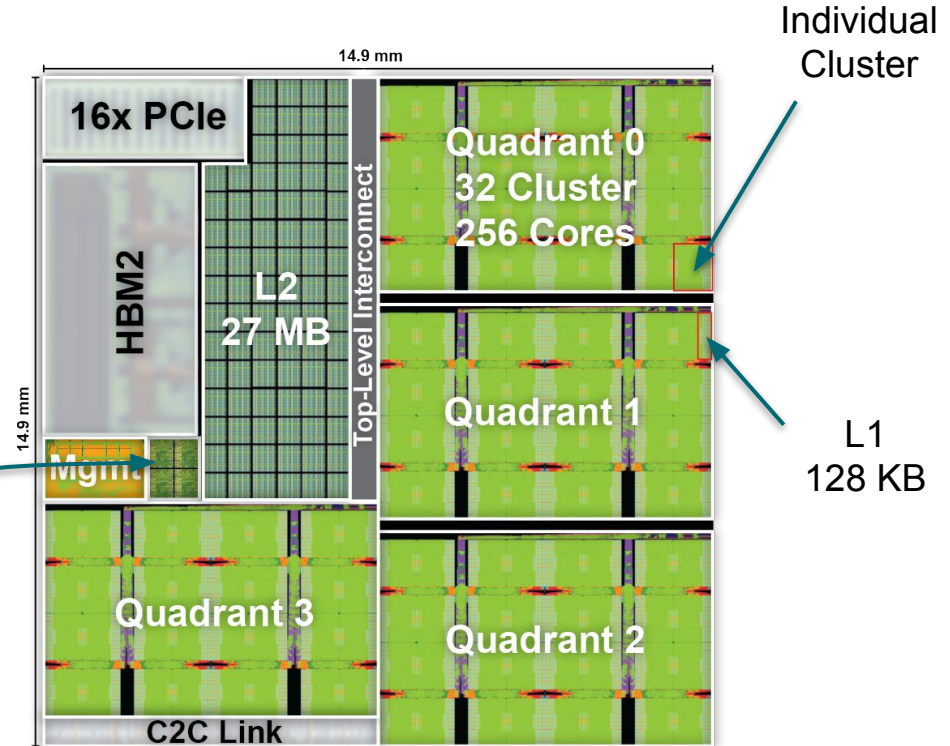 Individual
Cluster
14.9 mm
16x PCIe
Quadrant 0
32 Cluster
256 Cores
HBM2
L2
27 MB
Top-Level Interconnect
14.9 mm
Quadrant 1
L1
128 KB
Mgmt
Quadrant 3
Quadrant 2
C2C Link